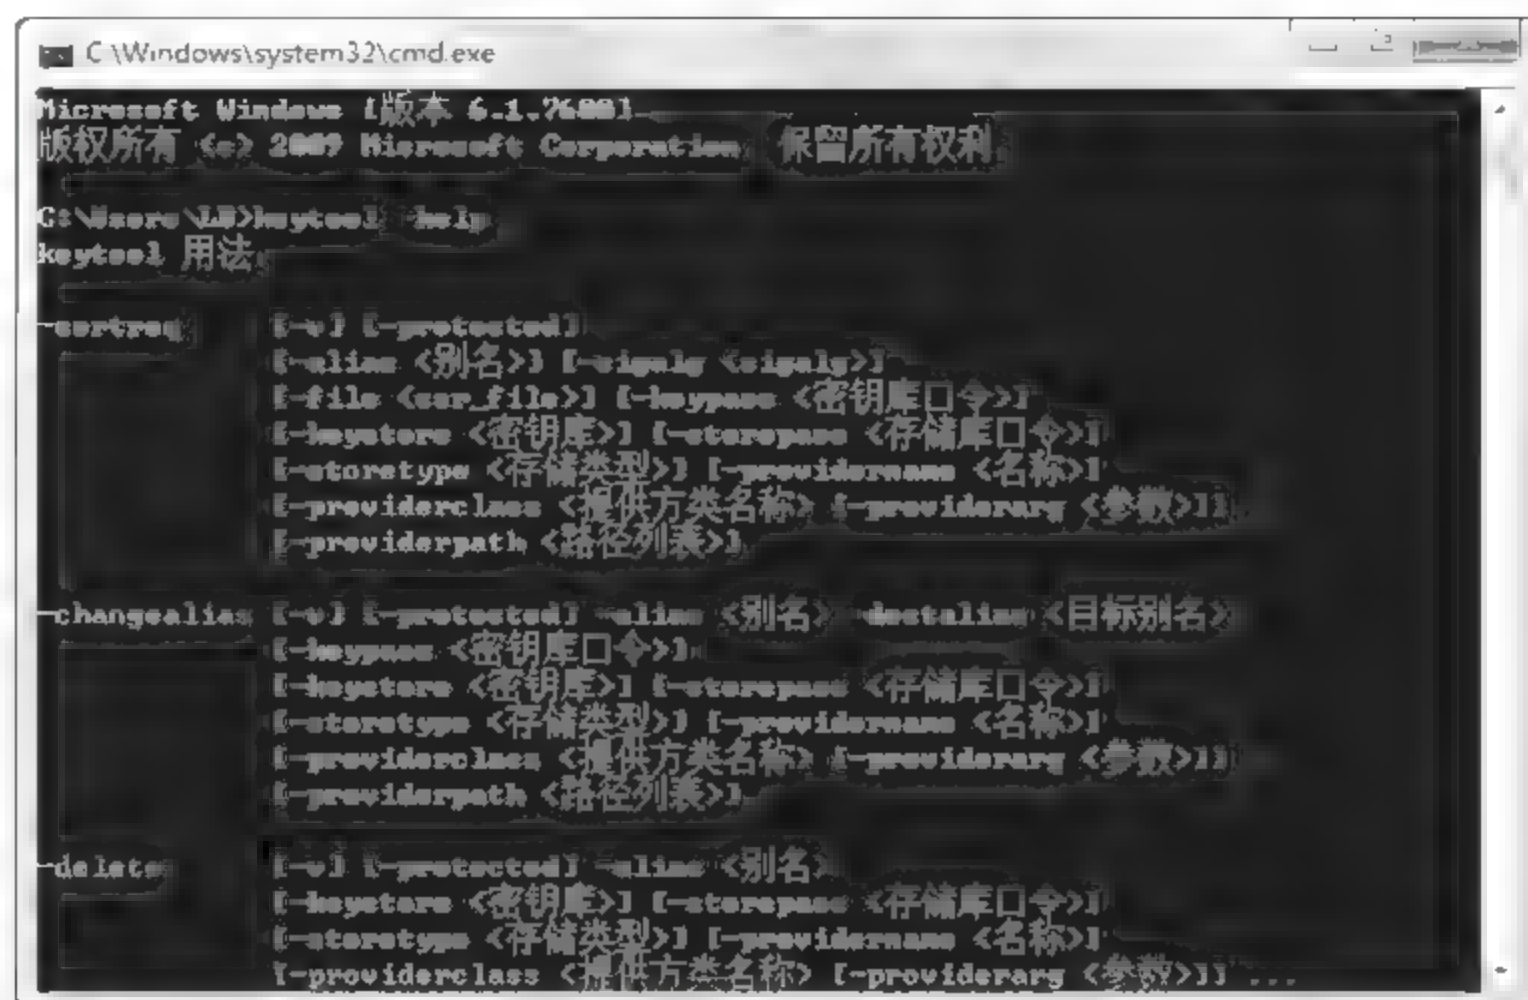 C:\Windows\system32\cmd.exe
Microsoft Windows [版本 6.1.7600]
版权所有 <c> 2009 Microsoft Corporation 保留所有权利
C:\Users\>keytool -help
keytool 用法
-certreq [-v] [-protected]
[-alias <别名>] [-sigalg <sigalg>]
[-file <csr_file>] [-keypass <密钥库口令>]
[-keystore <密钥库>] [-storepass <存储库口令>]
[-storetype <存储类型>] [-providername <名称>]
[-providerclass <提供方类名称> [-providerarg <参数>]]
[-providerpath <路径列表>]
-changealias [-v] [-protected] -alias <别名> -destalias <目标别名>
[-keypass <密钥库口令>]
[-keystore <密钥库>] [-storepass <存储库口令>]
[-storetype <存储类型>] [-providername <名称>]
[-providerclass <提供方类名称> [-providerarg <参数>]]
[-providerpath <路径列表>]
-delete [-v] [-protected] -alias <别名>
[-keystore <密钥库>] [-storepass <存储库口令>]
[-storetype <存储类型>] [-providername <名称>]
[-providerclass <提供方类名称> [-providerarg <参数>]] ...